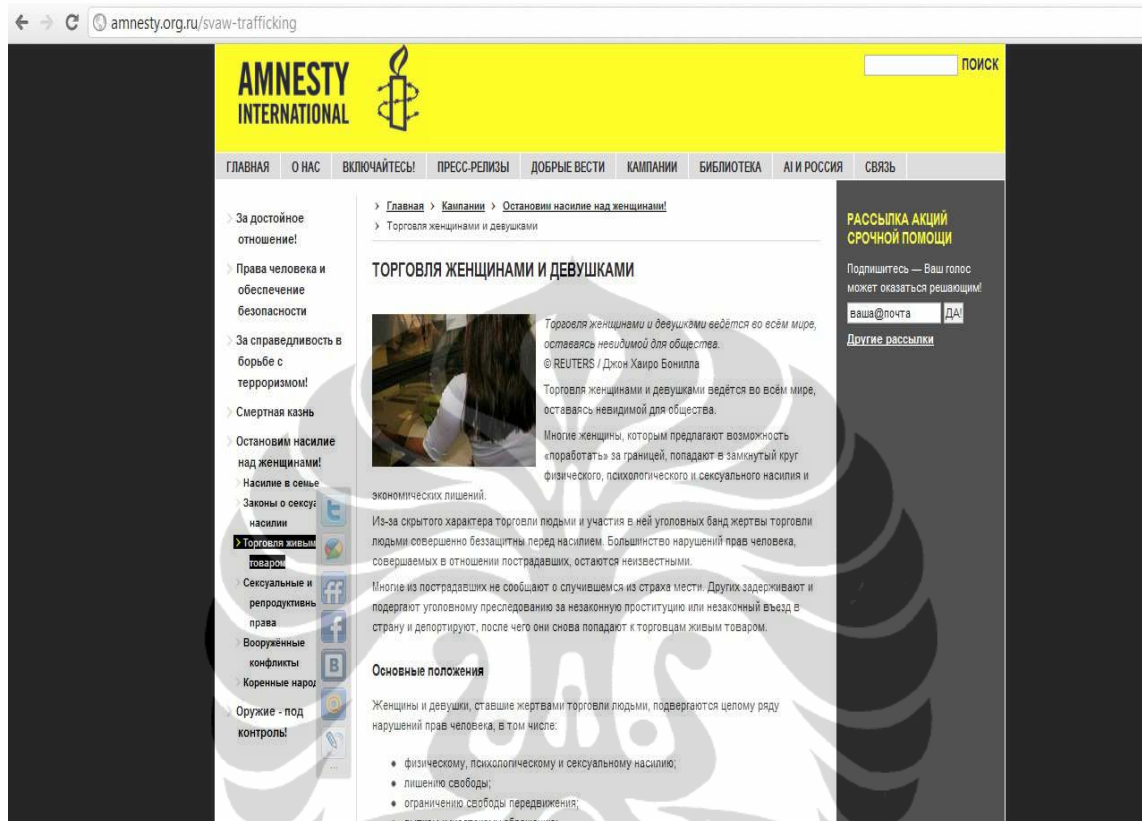 amnesty.org.ru/svaw-trafficking
AMNESTY
INTERNATIONAL
ПОИСК
ГЛАВНАЯ О НАС ВКЛЮЧАЙТЕСЬ! ПРЕСС-РЕЛИЗЫ ДОБРЫЕ ВЕСТИ КАМПАНИИ БИБЛИОТЕКА AI И РОССИЯ СВЯЗЬ
За достойное
отношение!
Права человека и
обеспечение
безопасности
За справедливость в
борьбе с
терроризмом!
Смертная казнь
Остановим насилие
над женщинами!
Насилие в семье
Законы о
насилии
Торговля живым
товаром
Сексуальные и
права
Вооружённые
конфликты
Коренные
Оружие - под
контроль!
> Главная > Кампании > Остановим насилие над женщинами!
> Торговля женщинами и девушками
ТОРГОВЛЯ ЖЕНЩИНАМИ И ДЕВУШКАМИ
Торговля женщинами и девушками ведётся во всём мире,
оставаясь невидимой для общества.
© REUTERS / Джон Хаиро Бонилла
Торговля женщинами и девушками ведётся во всём мире,
оставаясь невидимой для общества.
Многие женщины, которым предлагают возможность
«поработать» за границей, попадают в замкнутый круг
физического, психологического и сексуального насилия и
экономических лишений.
Из-за скрытого характера торговли людьми и участия в ней уголовных банд жертвы торговли
людьми совершенно беззащитны перед насилием. Большинство нарушений прав человека,
совершаемых в отношении пострадавших, остаются неизвестными.
Многие из пострадавших не сообщают о случившемся из страха мести. Других задерживают и
подергают уголовному преследованию за незаконную проституцию или незаконный въезд в
страну и депортируют, после чего они снова попадают к торговцам живым товаром.
Основные положения
Женщины и девушки, ставшие жертвами торговли людьми, подвергаются целому ряду
нарушений прав человека, в том числе:
физическому, психологическому и сексуальному насилию;
лишению свободы;
ограничению свободы передвижения;
РАССЫЛКА АКЦИЙ
СРОЧНОЙ ПОМОЩИ
Подпишитесь — Ваш голос
может оказаться решающим!
ваша@почта ДА!
Другие рассылки